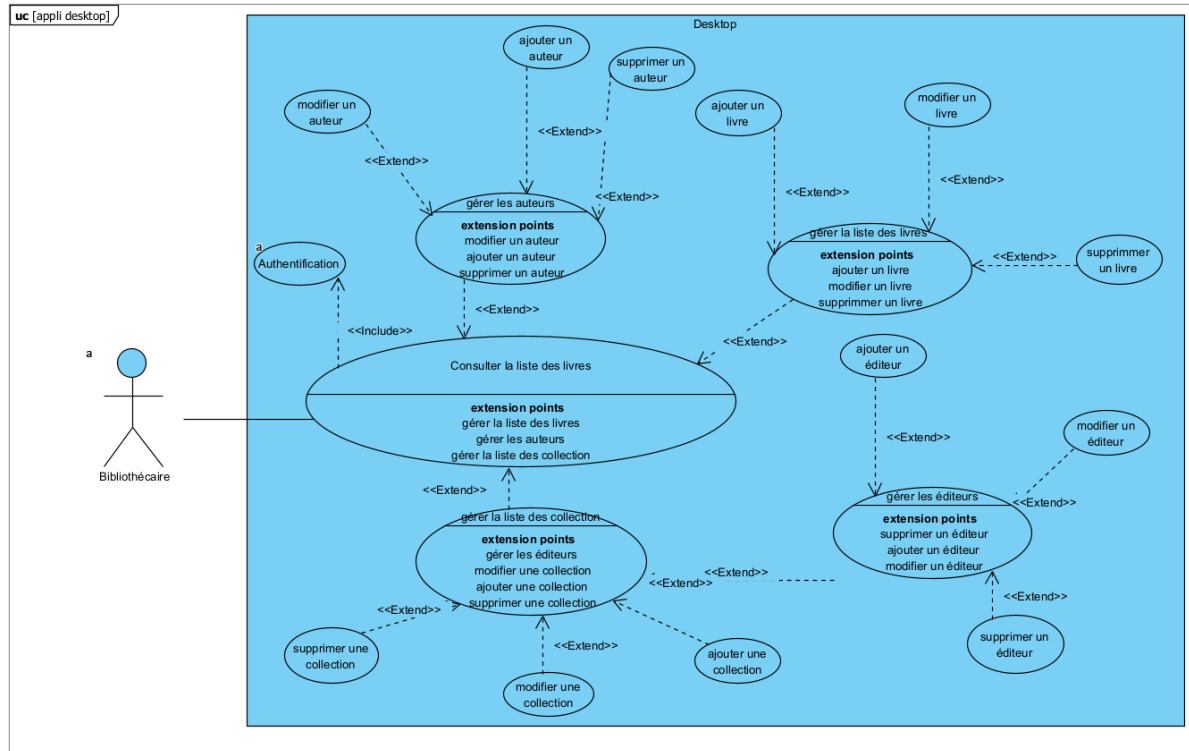 uc [appli desktop]
Desktop
ajouter un
auteur
supprimer un
auteur
modifier un
auteur
ajouter un
livre
modifier un
livre
<<Extend>>
<<Extend>>
<<Extend>>
<<Extend>>
<<Extend>>
gérer les auteurs
extension points
modifier un auteur
ajouter un auteur
supprimer un auteur
gérer la liste des livres
extension points
ajouter un livre
modifier un livre
supprimmer un livre
<<Extend>>
supprimmer
un livre
a
Authentification
<<Extend>>
<<Include>>
<<Extend>>
a
Bibliothécaire
Consulter la liste des livres
extension points
gérer la liste des livres
gérer les auteurs
gérer la liste des collection
ajouter un
éditeur
<<Extend>>
modifier un
éditeur
<<Extend>>
<<Extend>>
gérer les éditeurs
extension points
supprimer un éditeur
ajouter un éditeur
modifier un éditeur
gérer la liste des collection
extension points
gérer les éditeurs
modifier une collection
ajouter une collection
supprimer une collection
<<Extend>>
<<Extend>>
<<Extend>>
<<Extend>>
<<Extend>>
supprimer une
collection
modifier une
collection
ajouter une
collection
supprimer un
éditeur